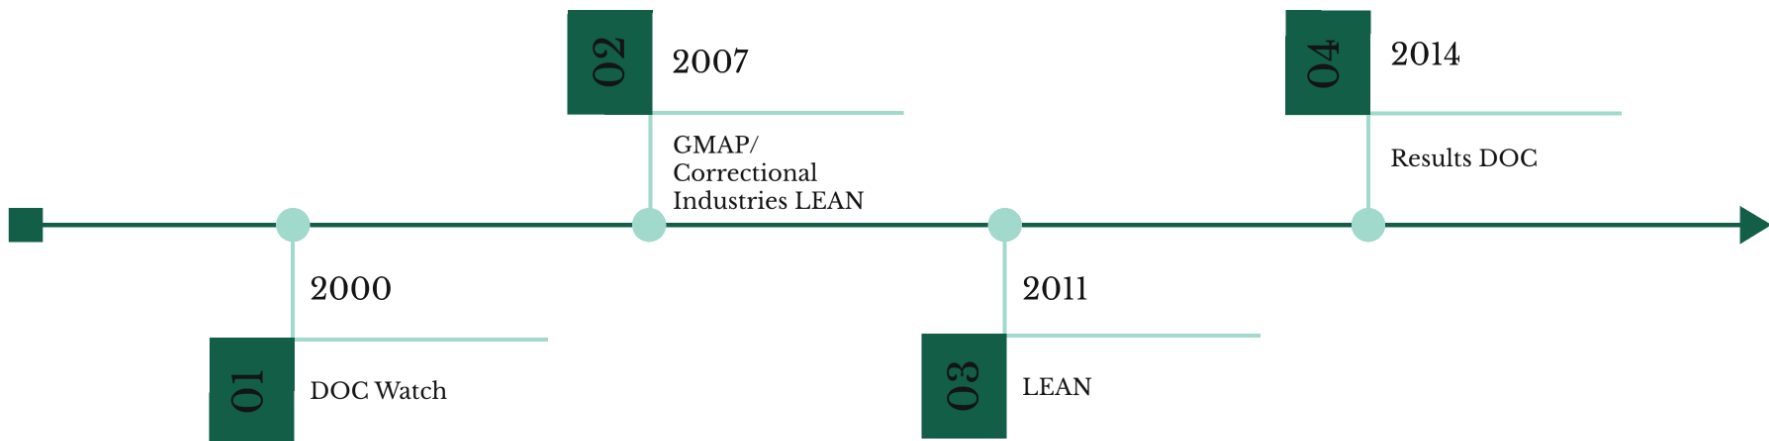 01
2000
DOC Watch
02
2007
GMAP/
Correctional
Industries LEAN
03
2011
LEAN
04
2014
Results DOC